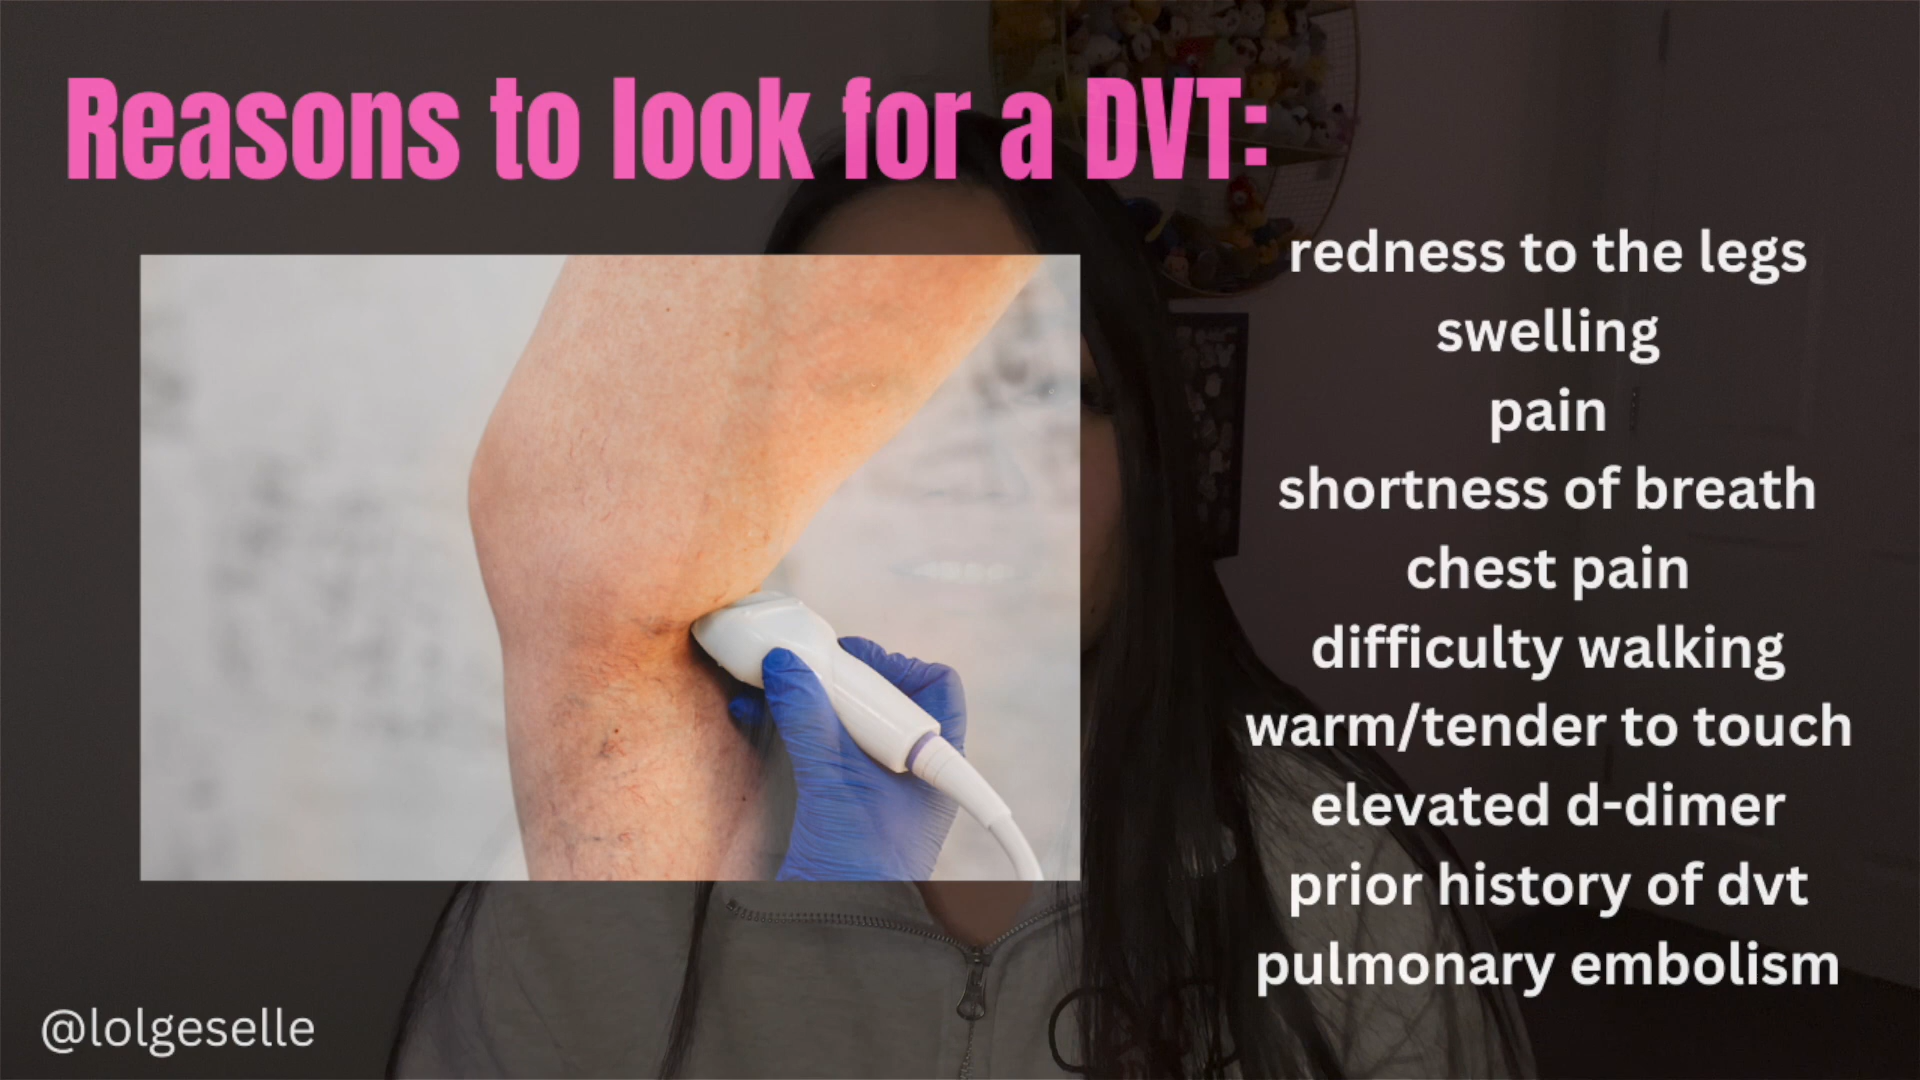 Reasons to look for a DVT:
redness to the legs
swelling
pain
shortness of breath
chest pain
difficulty walking
warm/tender to touch
elevated d-dimer
prior history of dvt
pulmonary embolism
@lolgeselle